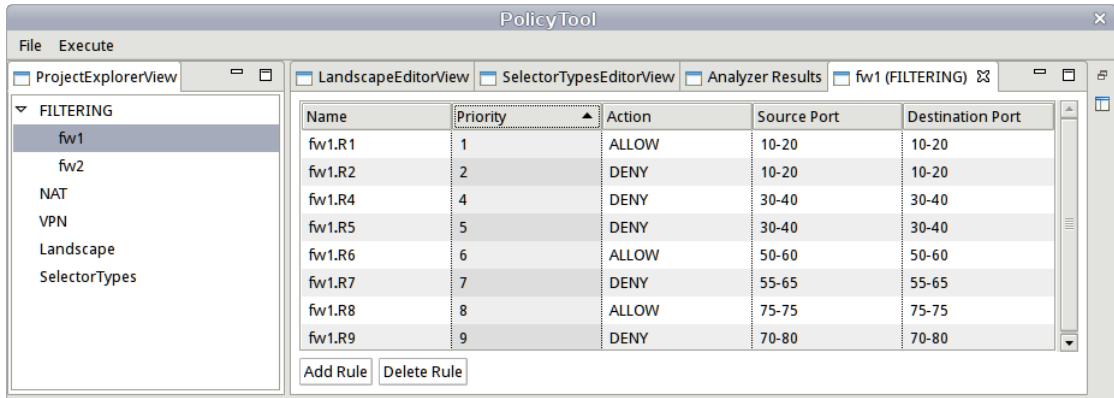 PolicyTool
File Execute
ProjectExplorerView
FILTERING
fw1
fw2
NAT
VPN
Landscape
SelectorTypes
LandscapeEditorView SelectorTypesEditorView Analyzer Results fw1 (FILTERING)
Name Priority Action Source Port Destination Port
fw1.R1 1 ALLOW 10-20 10-20
fw1.R2 2 DENY 10-20 10-20
fw1.R4 4 DENY 30-40 30-40
fw1.R5 5 DENY 30-40 30-40
fw1.R6 6 ALLOW 50-60 50-60
fw1.R7 7 DENY 55-65 55-65
fw1.R8 8 ALLOW 75-75 75-75
fw1.R9 9 DENY 70-80 70-80
Add Rule Delete Rule